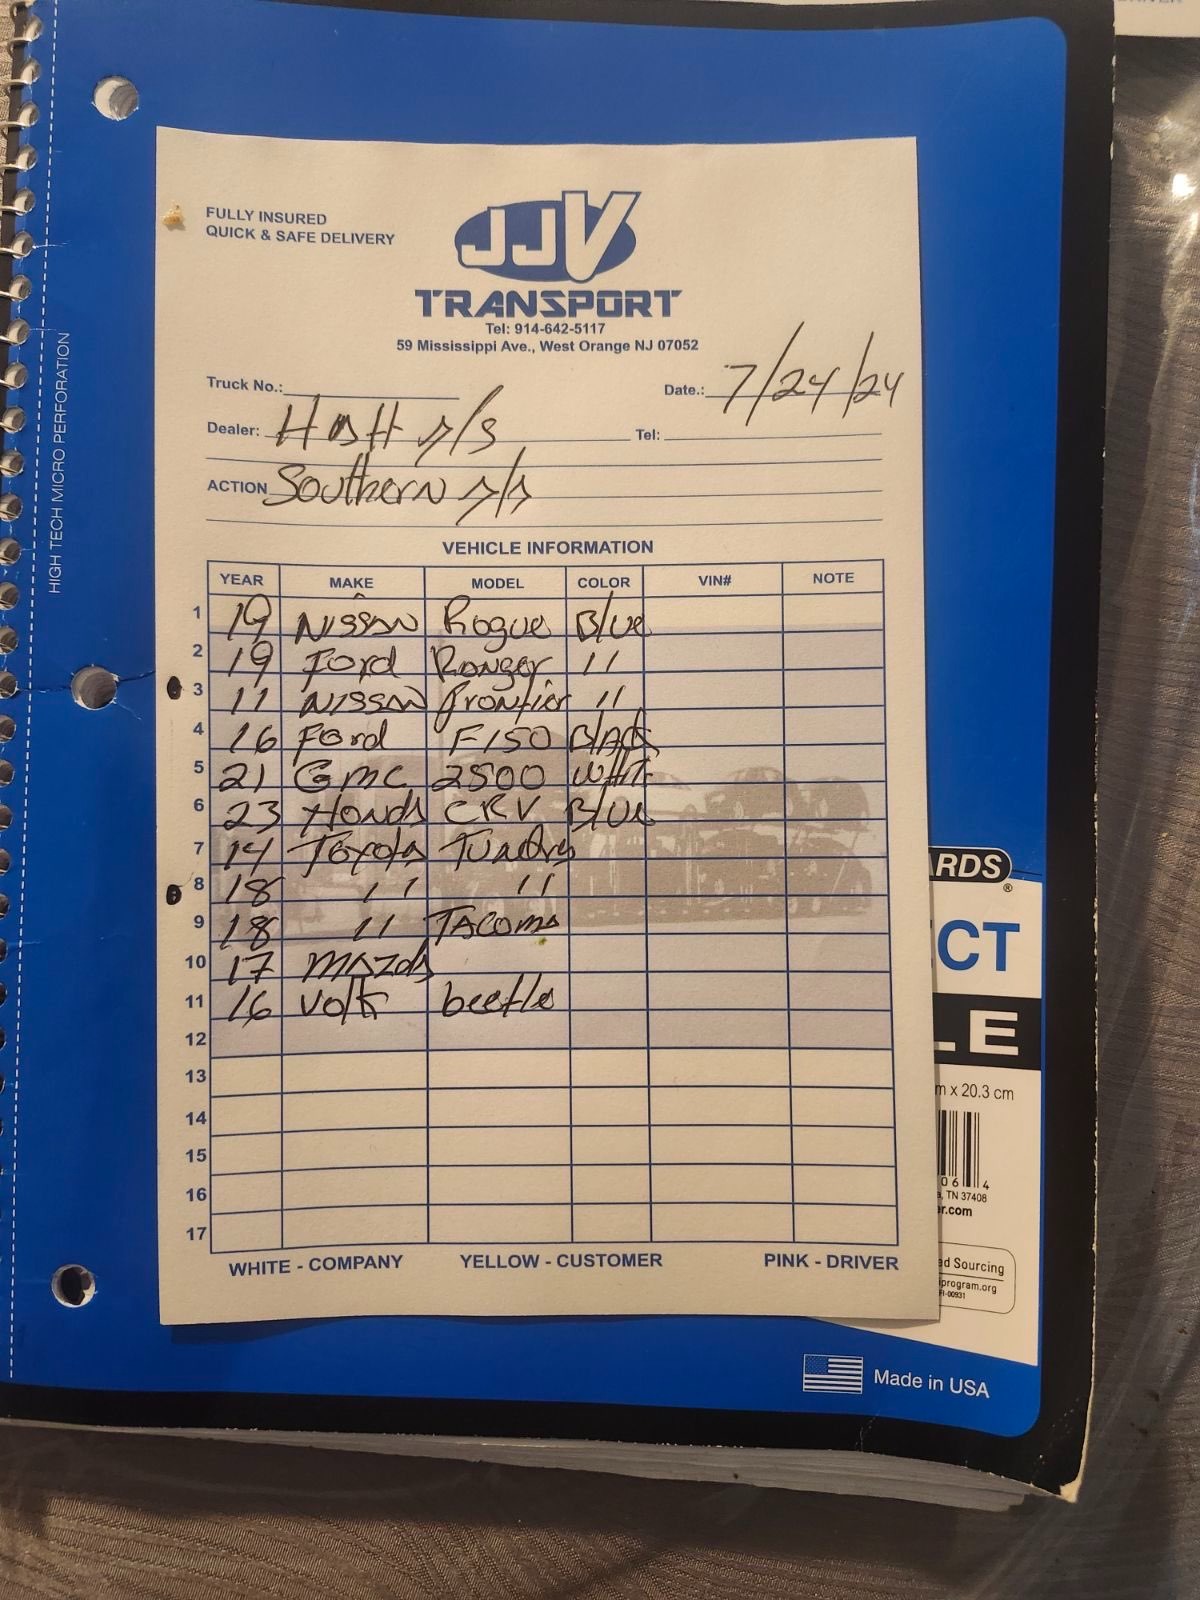 HIGH TECH MICRO PERFORATION
FULLY INSURED
QUICK & SAFE DELIVERY
JJV
TRANSPORT
Tel: 914-642-5117
59 Mississippi Ave., West Orange NJ 07052
Truck No.: Date.: 7/24/24
Dealer: Tel:
ACTION Southern
VEHICLE INFORMATION
YEAR MAKE MODEL COLOR VIN# NOTE
1 19 Nissan Rogue Blue
2 19 Ford Ranger 11
3 11 Nissan frontier 11
4 16 Ford F150 Black
5 21 GMC 2500 White
6 23 Honda CRV Blue
7 14 Toyota Tundra
8 18 11 11
9 18 11 TACOMA
10 17 Mazda
11 16 Volk beetle
12
13
14
15
16
17
WHITE - COMPANY YELLOW - CUSTOMER PINK - DRIVER
ARDS®
CT
LE
m x 20.3 cm
06 4
, TN 37408
r.com
ed Sourcing
iprogram.org
FI-00931
Made in USA